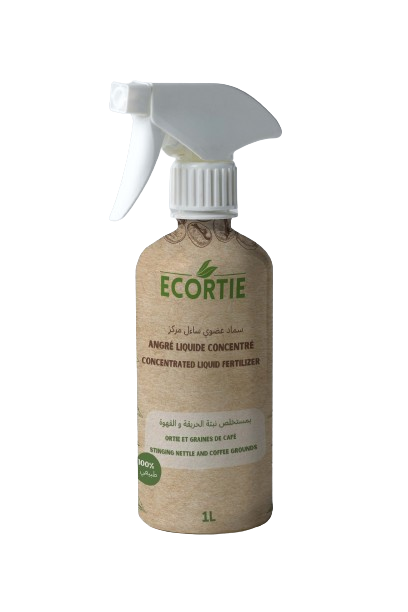 ECORTIE
سماد عضوي سائل مركز
ANGRÉ LIQUIDE CONCENTRÉ
CONCENTRATED LIQUID FERTILIZER
بمستخلص نبتة الحريقة و القهوة
ORTIE ET GRAINES DE CAFÉ
STINGING NETTLE AND COFFEE GROUNDS
100%
طبيعي
1L